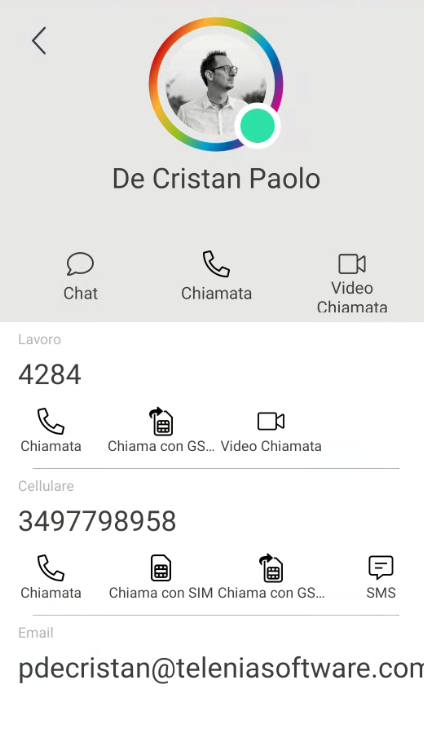 De Cristan Paolo
Chat
Chiamata
Video
Chiamata
Lavoro
4284
Chiamata
Chiama con GS...
Video Chiamata
Cellulare
3497798958
Chiamata
Chiama con SIM
Chiama con GS...
SMS
Email
pdecristan@teleniasoftware.com